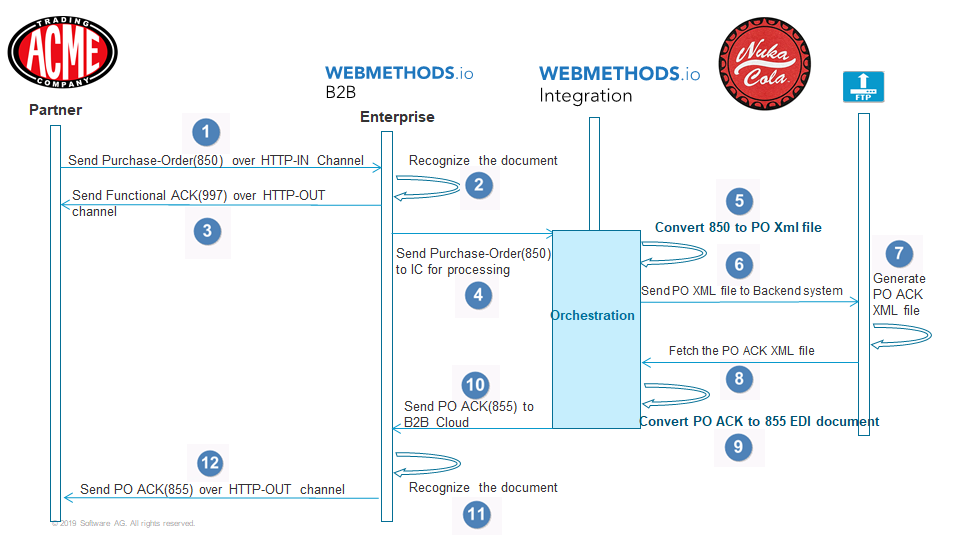 TRADING
ACME
COMPANY
Partner
WEBMETHODS.io
B2B
Enterprise
WEBMETHODS.io
Integration
Nuka
Cola
FTP
1
Send Purchase-Order(850) over HTTP-IN Channel
Recognize the document
2
Send Functional ACK(997) over HTTP-OUT
channel
3
Send Purchase-Order(850)
to IC for processing
4
5
Convert 850 to PO Xml file
6
Send PO XML file to Backend system
7
Generate
PO ACK
XML file
Orchestration
Fetch the PO ACK XML file
8
Convert PO ACK to 855 EDI document
9
10
Send PO ACK(855) to
B2B Cloud
Recognize the document
11
12
Send PO ACK(855) over HTTP-OUT channel
© 2019 Software AG. All rights reserved.